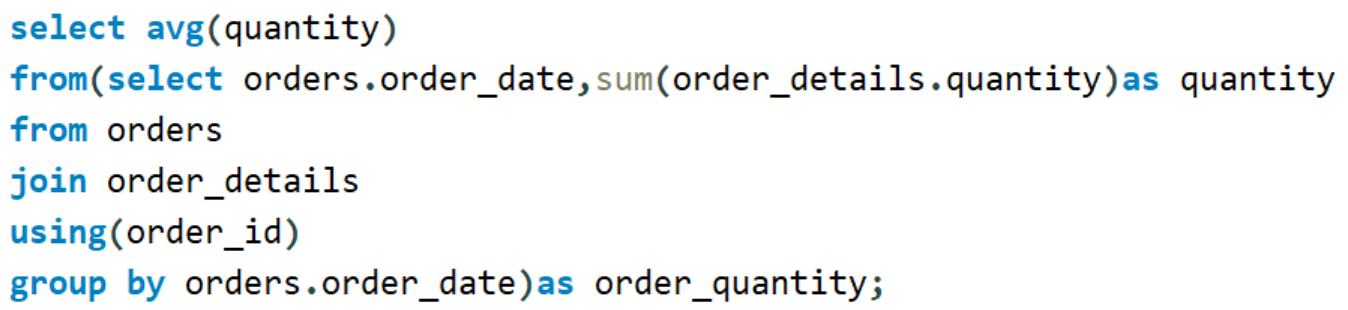 select avg(quantity)
from(select orders.order_date,sum(order_details.quantity)as quantity
from orders
join order_details
using(order_id)
group by orders.order_date)as order_quantity;